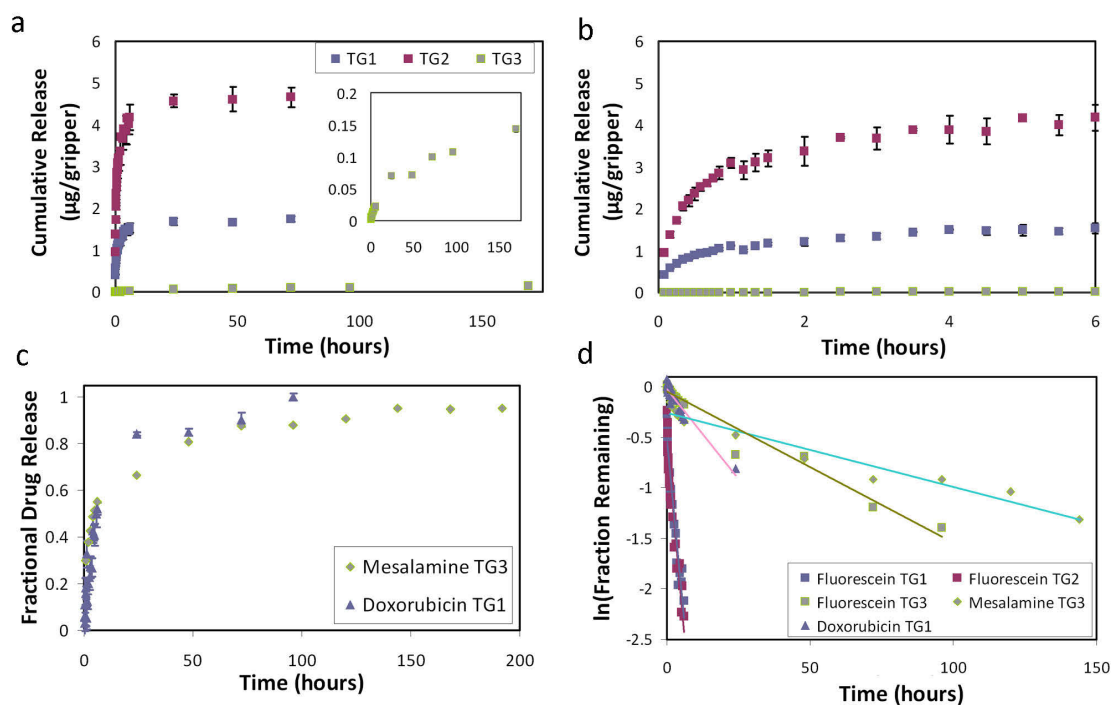 a
6
5
4
3
2
1
0
Cumulative Release
(µg/gripper)
TG1 TG2 TG3
0.2
0.15
0.1
0.05
0
0 50 100 150
0 50 100 150
Time (hours)
b
6
5
4
3
2
1
0
Cumulative Release
(µg/gripper)
0 2 4 6
Time (hours)
c
1
0.8
0.6
0.4
0.2
0
Fractional Drug Release
Mesalamine TG3
Doxorubicin TG1
0 50 100 150 200
Time (hours)
d
0
-0.5
-1
-1.5
-2
-2.5
ln(Fraction Remaining)
Fluorescein TG1 Fluorescein TG2
Fluorescein TG3 Mesalamine TG3
Doxorubicin TG1
0 50 100 150
Time (hours)